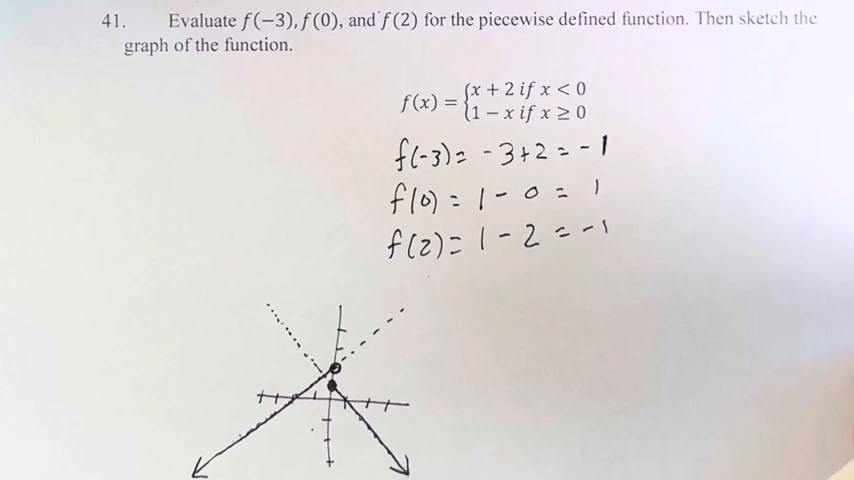 41. Evaluate f(−3), f(0), and f(2) for the piecewise defined function. Then sketch the
graph of the function.
f(x) = {x + 2 if x < 0
{1 − x if x ≥ 0
f(-3) = -3+2 = -1
f(0) = 1 - 0 = 1
f(2) = 1 - 2 = -1